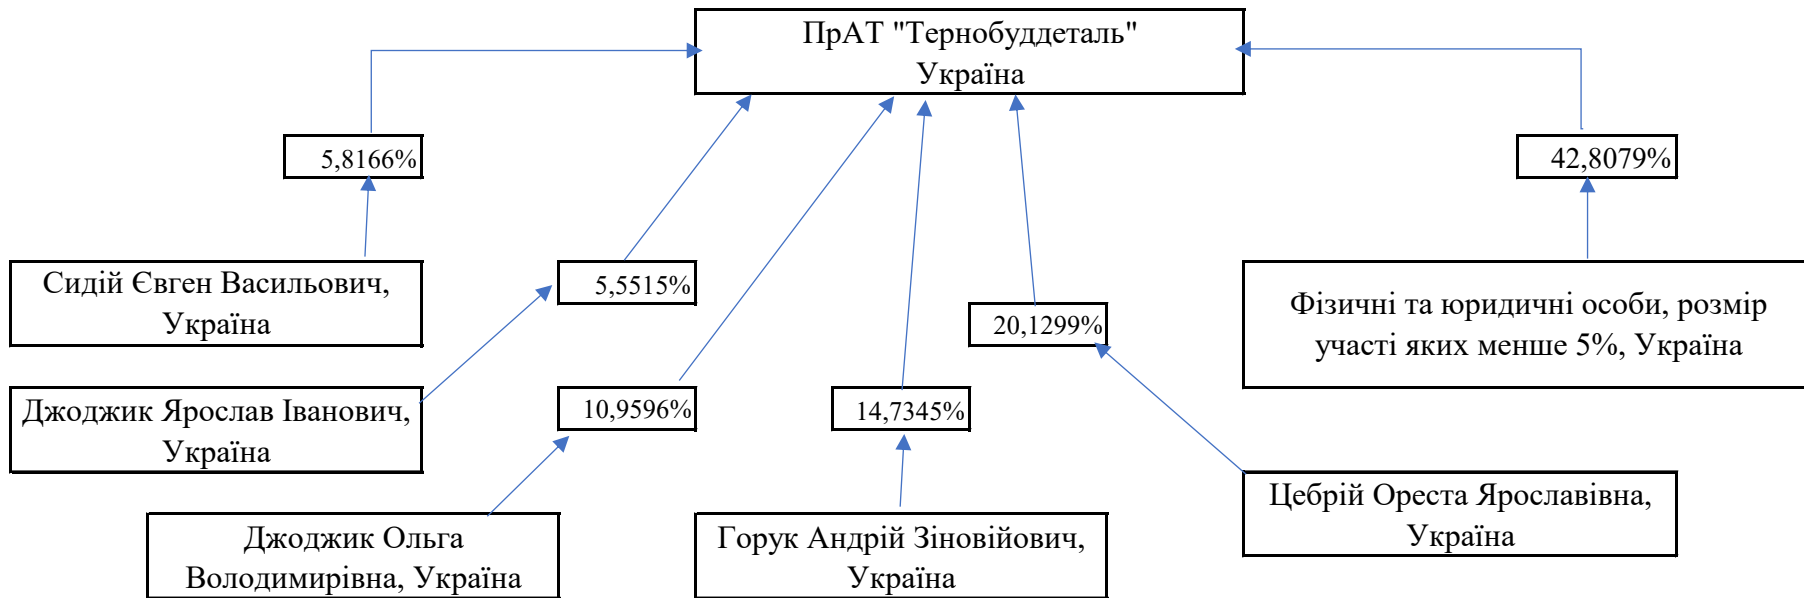 ПрАТ "Тернобуддеталь"
Україна
5,8166%
42,8079%
Сидій Євген Васильович,
Україна
5,5515%
20,1299%
Фізичні та юридичні особи, розмір
участі яких менше 5%, Україна
Джоджик Ярослав Іванович,
Україна
10,9596%
14,7345%
Цебрій Ореста Ярославівна,
Україна
Джоджик Ольга
Володимирівна, Україна
Горук Андрій Зіновійович,
Україна